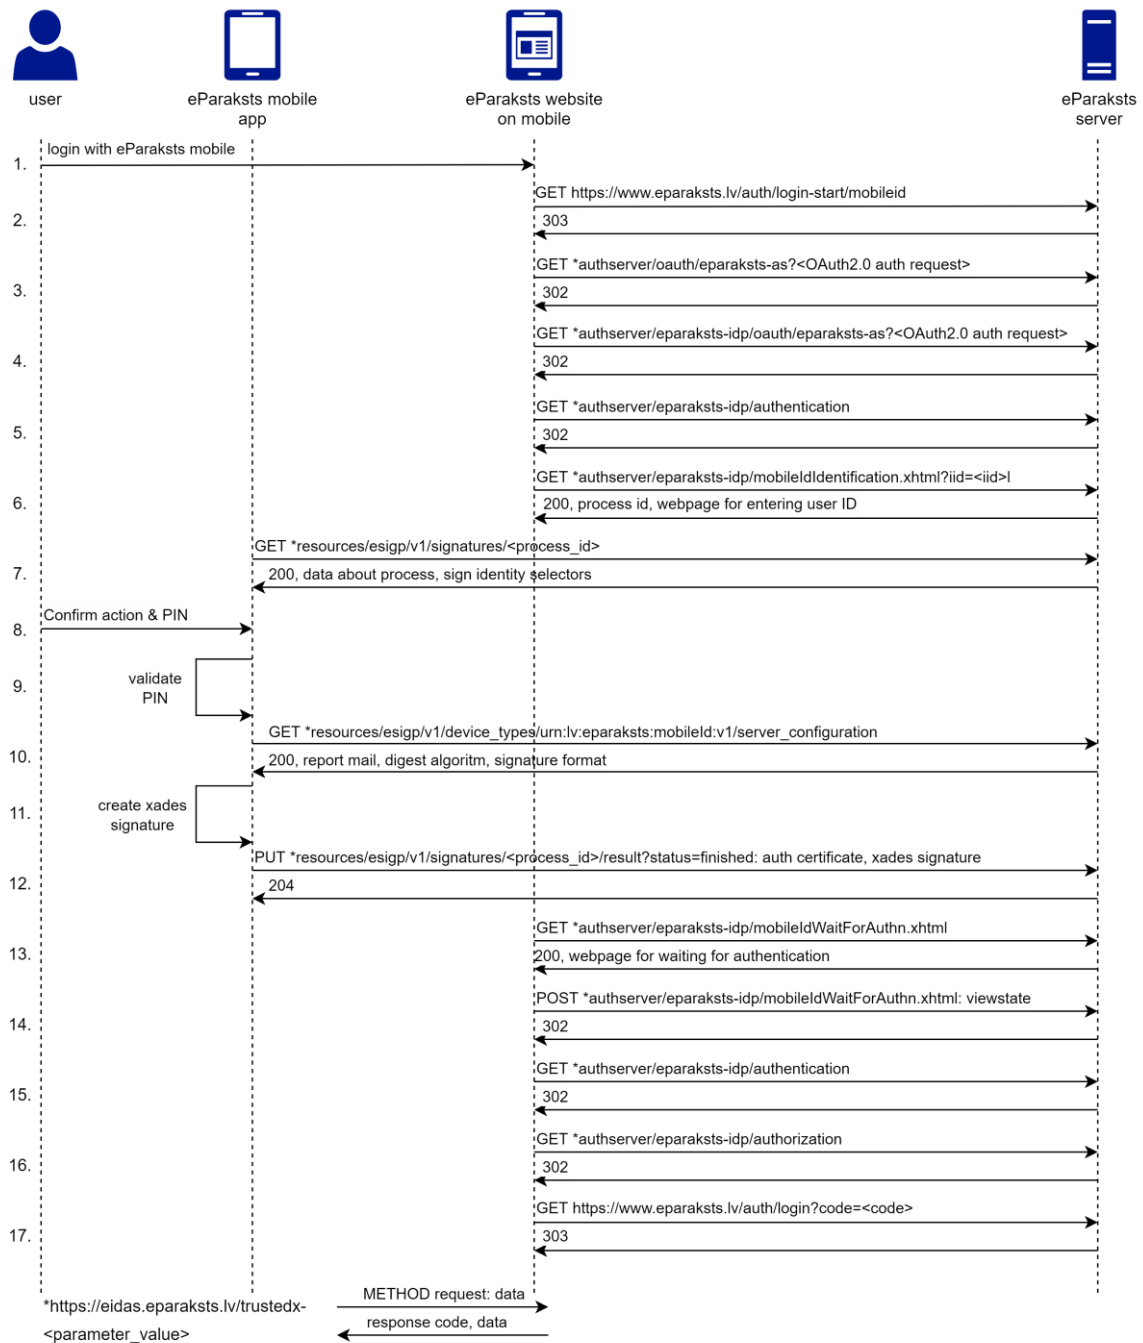 user
eParaksts mobile
app
eParaksts website
on mobile
eParaksts
server
login with eParaksts mobile
1.
GET https://www.eparaksts.lv/auth/login-start/mobileid
2.
303
GET *authserver/oauth/eparaksts-as?<OAuth2.0 auth request>
3.
302
GET *authserver/eparaksts-idp/oauth/eparaksts-as?<OAuth2.0 auth request>
4.
302
GET *authserver/eparaksts-idp/authentication
5.
302
GET *authserver/eparaksts-idp/mobileIdIdentification.xhtml?iid=<iid>l
6.
200, process id, webpage for entering user ID
GET *resources/esigp/v1/signatures/<process_id>
7.
200, data about process, sign identity selectors
Confirm action & PIN
8.
validate
PIN
9.
GET *resources/esigp/v1/device_types/urn:lv:eparaksts:mobileId:v1/server_configuration
10.
200, report mail, digest algoritm, signature format
create xades
signature
11.
PUT *resources/esigp/v1/signatures/<process_id>/result?status=finished: auth certificate, xades signature
12.
204
GET *authserver/eparaksts-idp/mobileIdWaitForAuthn.xhtml
13.
200, webpage for waiting for authentication
POST *authserver/eparaksts-idp/mobileIdWaitForAuthn.xhtml: viewstate
14.
302
GET *authserver/eparaksts-idp/authentication
15.
302
GET *authserver/eparaksts-idp/authorization
16.
302
GET https://www.eparaksts.lv/auth/login?code=<code>
17.
303
*https://eidas.eparaksts.lv/trustedx-
<parameter_value>
METHOD request: data
response code, data